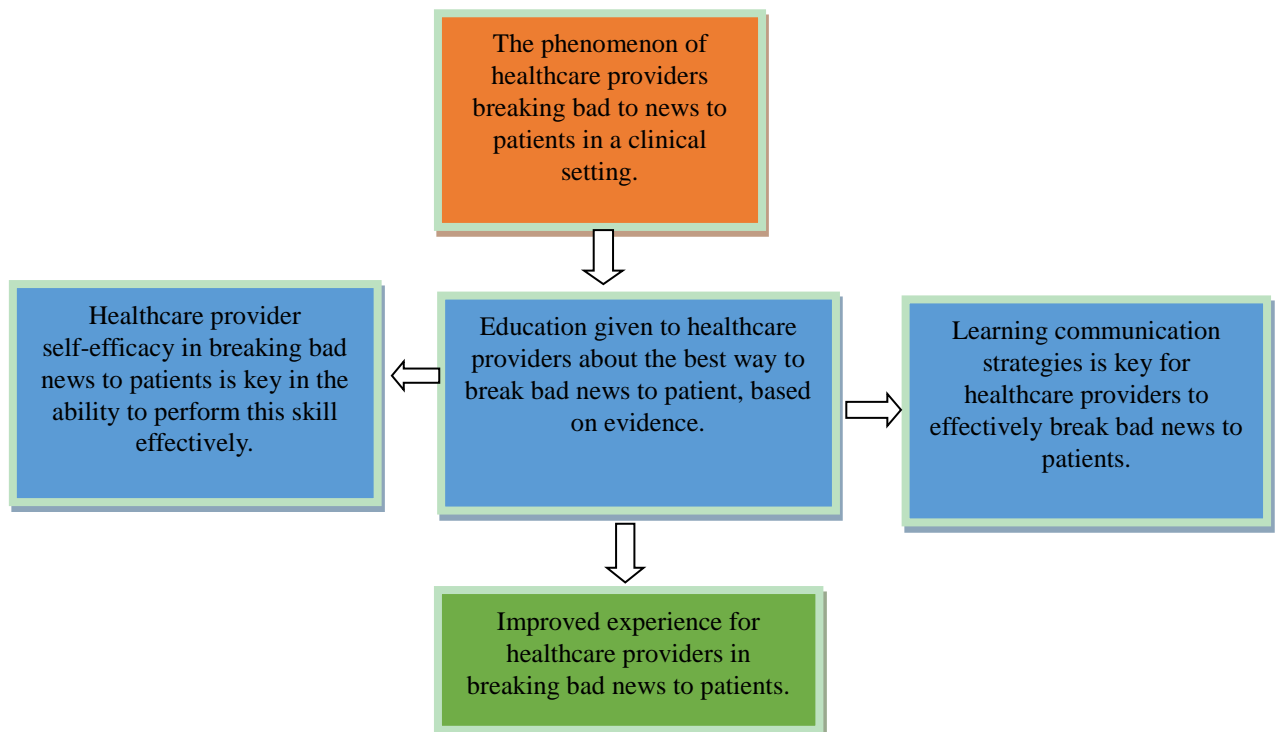 The phenomenon of
healthcare providers
breaking bad to news to
patients in a clinical
setting.
Healthcare provider
self-efficacy in breaking bad
news to patients is key in the
ability to perform this skill
effectively.
Education given to healthcare
providers about the best way to
break bad news to patient, based
on evidence.
Learning communication
strategies is key for
healthcare providers to
effectively break bad news to
patients.
Improved experience for
healthcare providers in
breaking bad news to patients.